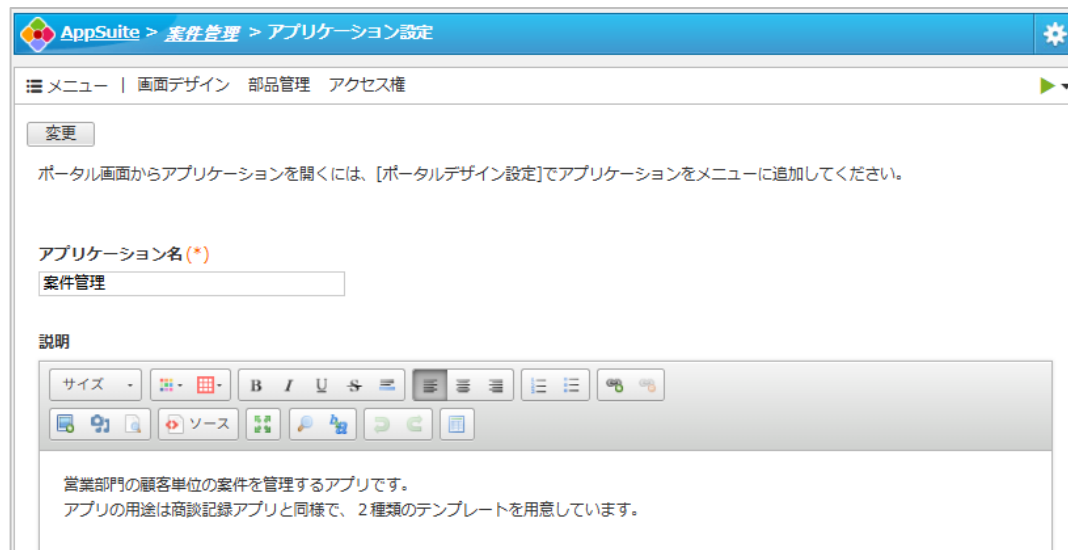 AppSuite > 案件管理 > アプリケーション設定
メニュー | 画面デザイン 部品管理 アクセス権
変更
ポータル画面からアプリケーションを開くには、[ポータルデザイン設定]でアプリケーションをメニューに追加してください。
アプリケーション名(*)
案件管理
説明
サイズ B I U S
ソース
営業部門の顧客単位の案件を管理するアプリです。
アプリの用途は商談記録アプリと同様で、２種類のテンプレートを用意しています。